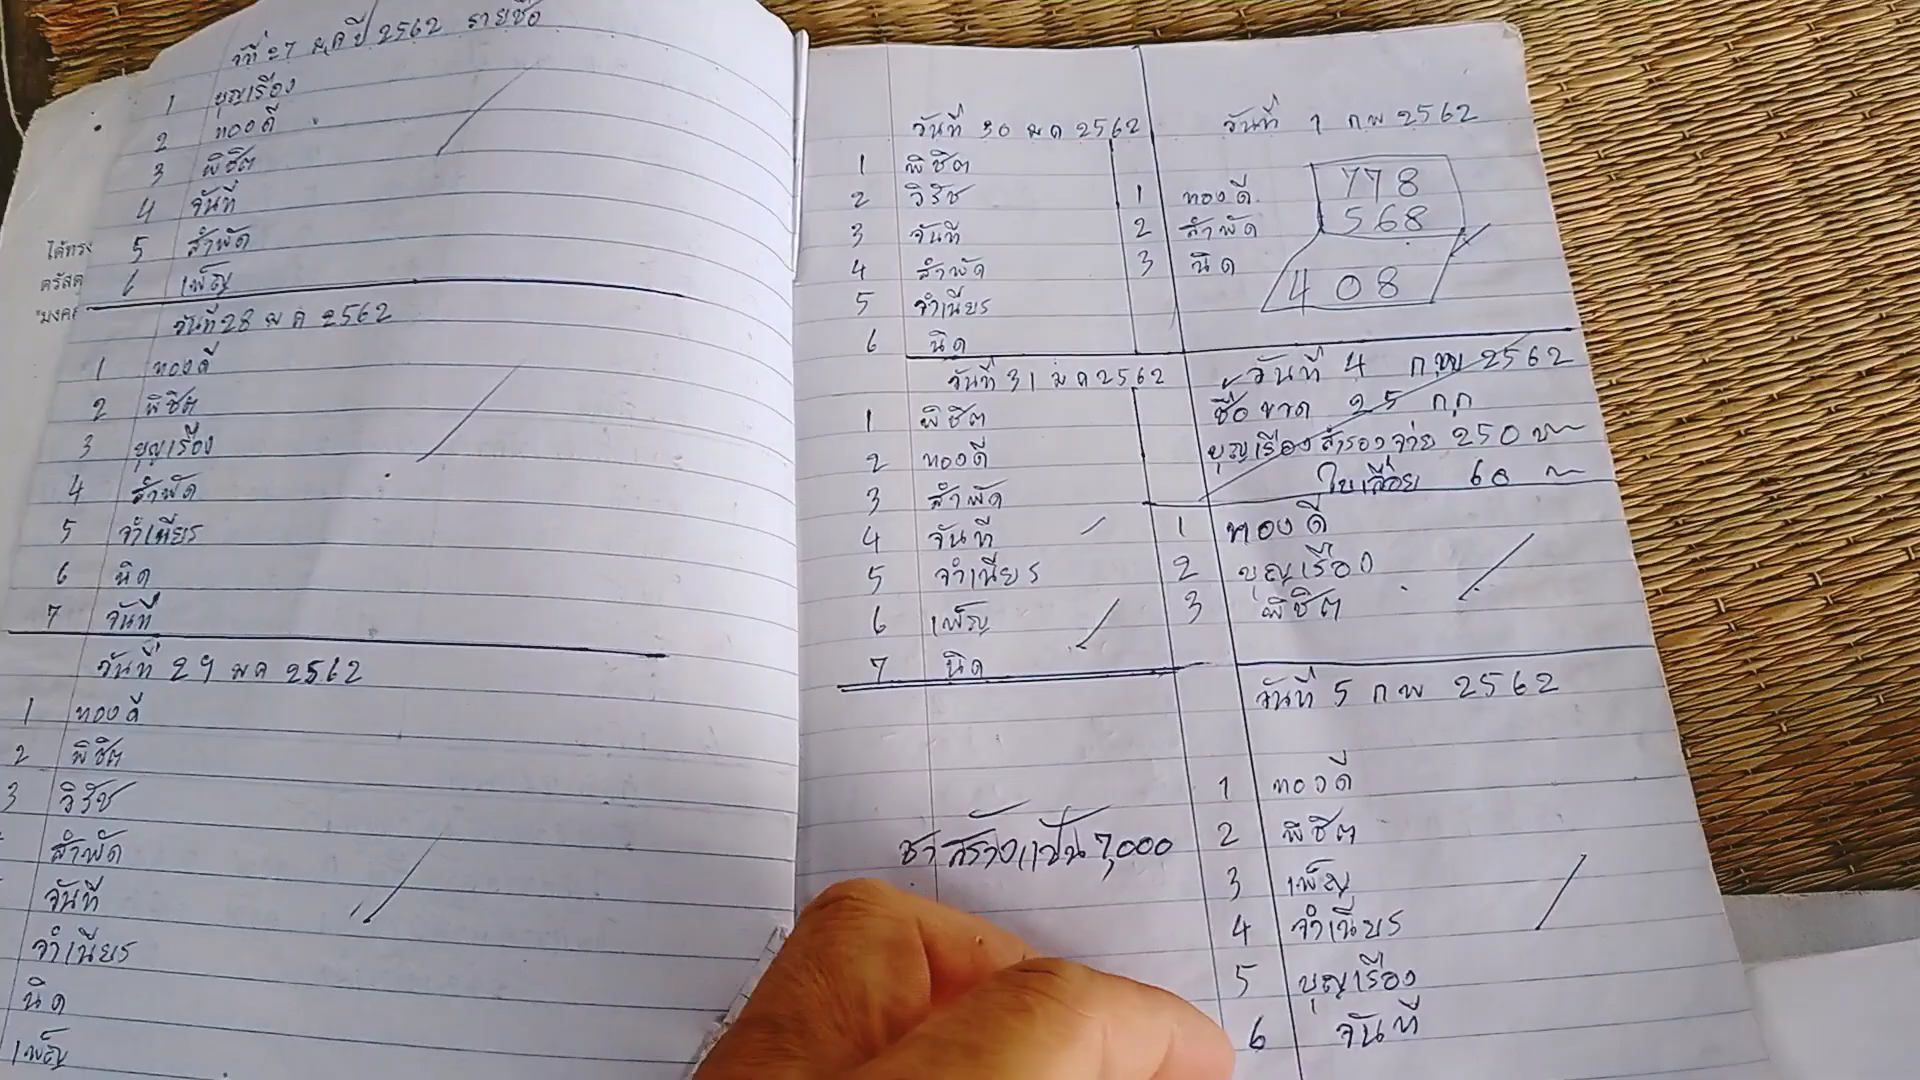 วันที่ 27 ม.ค ปี 2562 รายชื่อ
1 บุญเรือง
2 ทองดี
3 พิชิต
4 จันที
5 สำพัด
6 เพ็ญ
วันที่ 28 ม ค 2562
1 ทองดี
2 พิชิต
3 บุญเรือง
4 สำพัด
5 จำเนียร
6 นิด
7 จันที
วันที่ 29 ม ค 2562
1 ทองดี
2 พิชิต
3 วิรัช
สำพัด
จันที
จำเนียร
นิด
เพ็ญ
ได้ทรง
ตรัส
"มงค
วันที่ 30 ม ค 2562
1 พิชิต
2 วิรัช
3 จันที
4 สำพัด
5 จำเนียร
6 นิด
วันที่ 31 ม ค 2562
1 พิชิต
2 ทองดี
3 สำพัด
4 จันที
5 จำเนียร
6 เพ็ญ
7 นิด
7,000
วันที่ 1 ก พ 2562
778
568
408
1 ทองดี
2 สำพัด
3 นิด
วันที่ 4 ก พ 2562
ซื้อ ขาด 25 ก.ก
บุญเรือง สำรองจ่าย 250 บ
ใบเลื่อย 60
1 ทองดี
2 บุญเรือง
3 พิชิต
วันที่ 5 ก พ 2562
1 ทองดี
2 พิชิต
3 เพ็ญ
4 จำเนียร
5 บุญเรือง
6 จันที